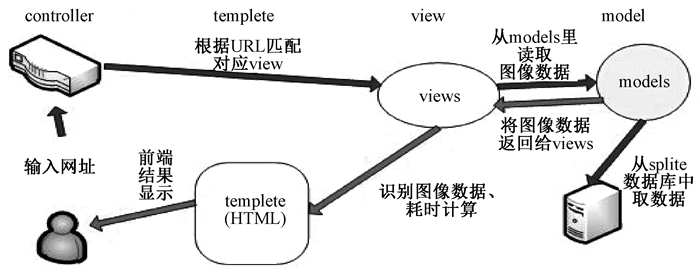 controller
templete
view
model
根据URL匹配
对应view
从models里
读取
图像数据
views
models
将图像数据
返回给views
输入网址
前端
结果
显示
templete
(HTML)
识别图像数据、
耗时计算
从splite
数据库中
取数据